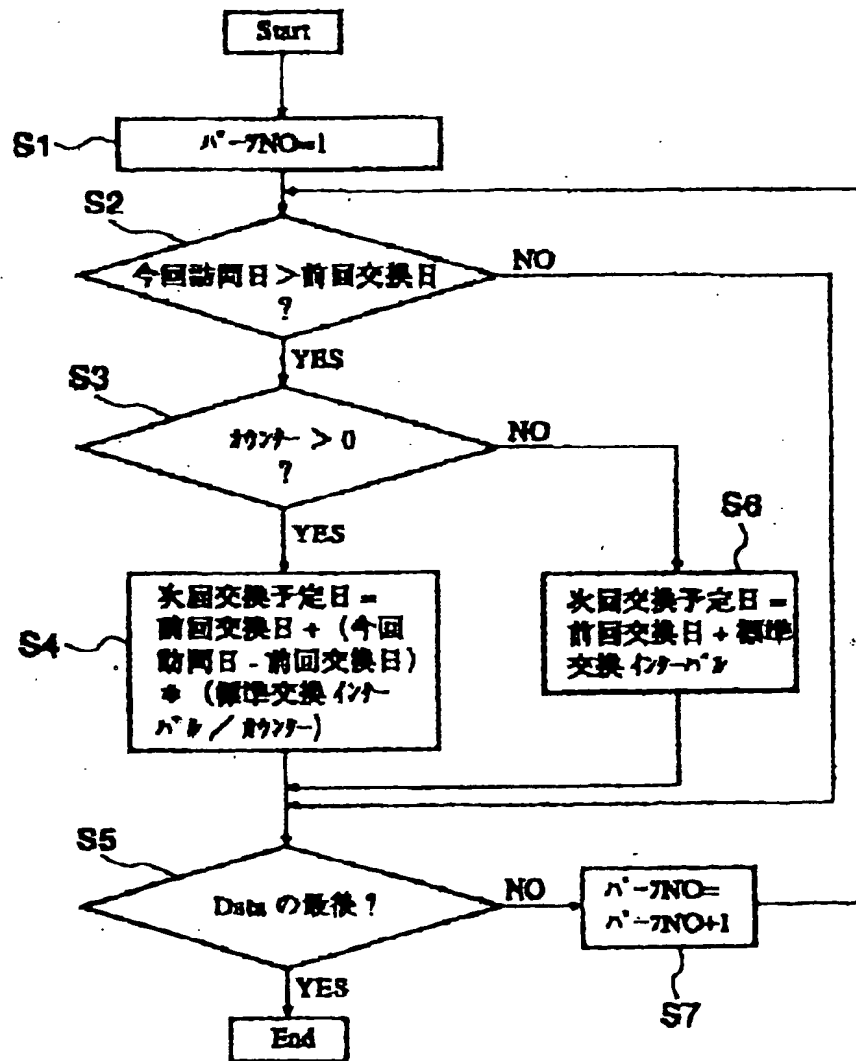 Start
S1
パーツNO=1
S2
今回訪問日＞前回交換日
?
NO
YES
S3
カウンター ＞ 0
?
NO
YES
S4
次回交換予定日 =
前回交換日 + (今回
訪問日 - 前回交換日)
* (標準交換インター
バル／カウンター)
S6
次回交換予定日 =
前回交換日 + 標準
交換インターバル
S5
Data の最後 ?
NO
YES
パーツNO=
パーツNO+1
S7
End